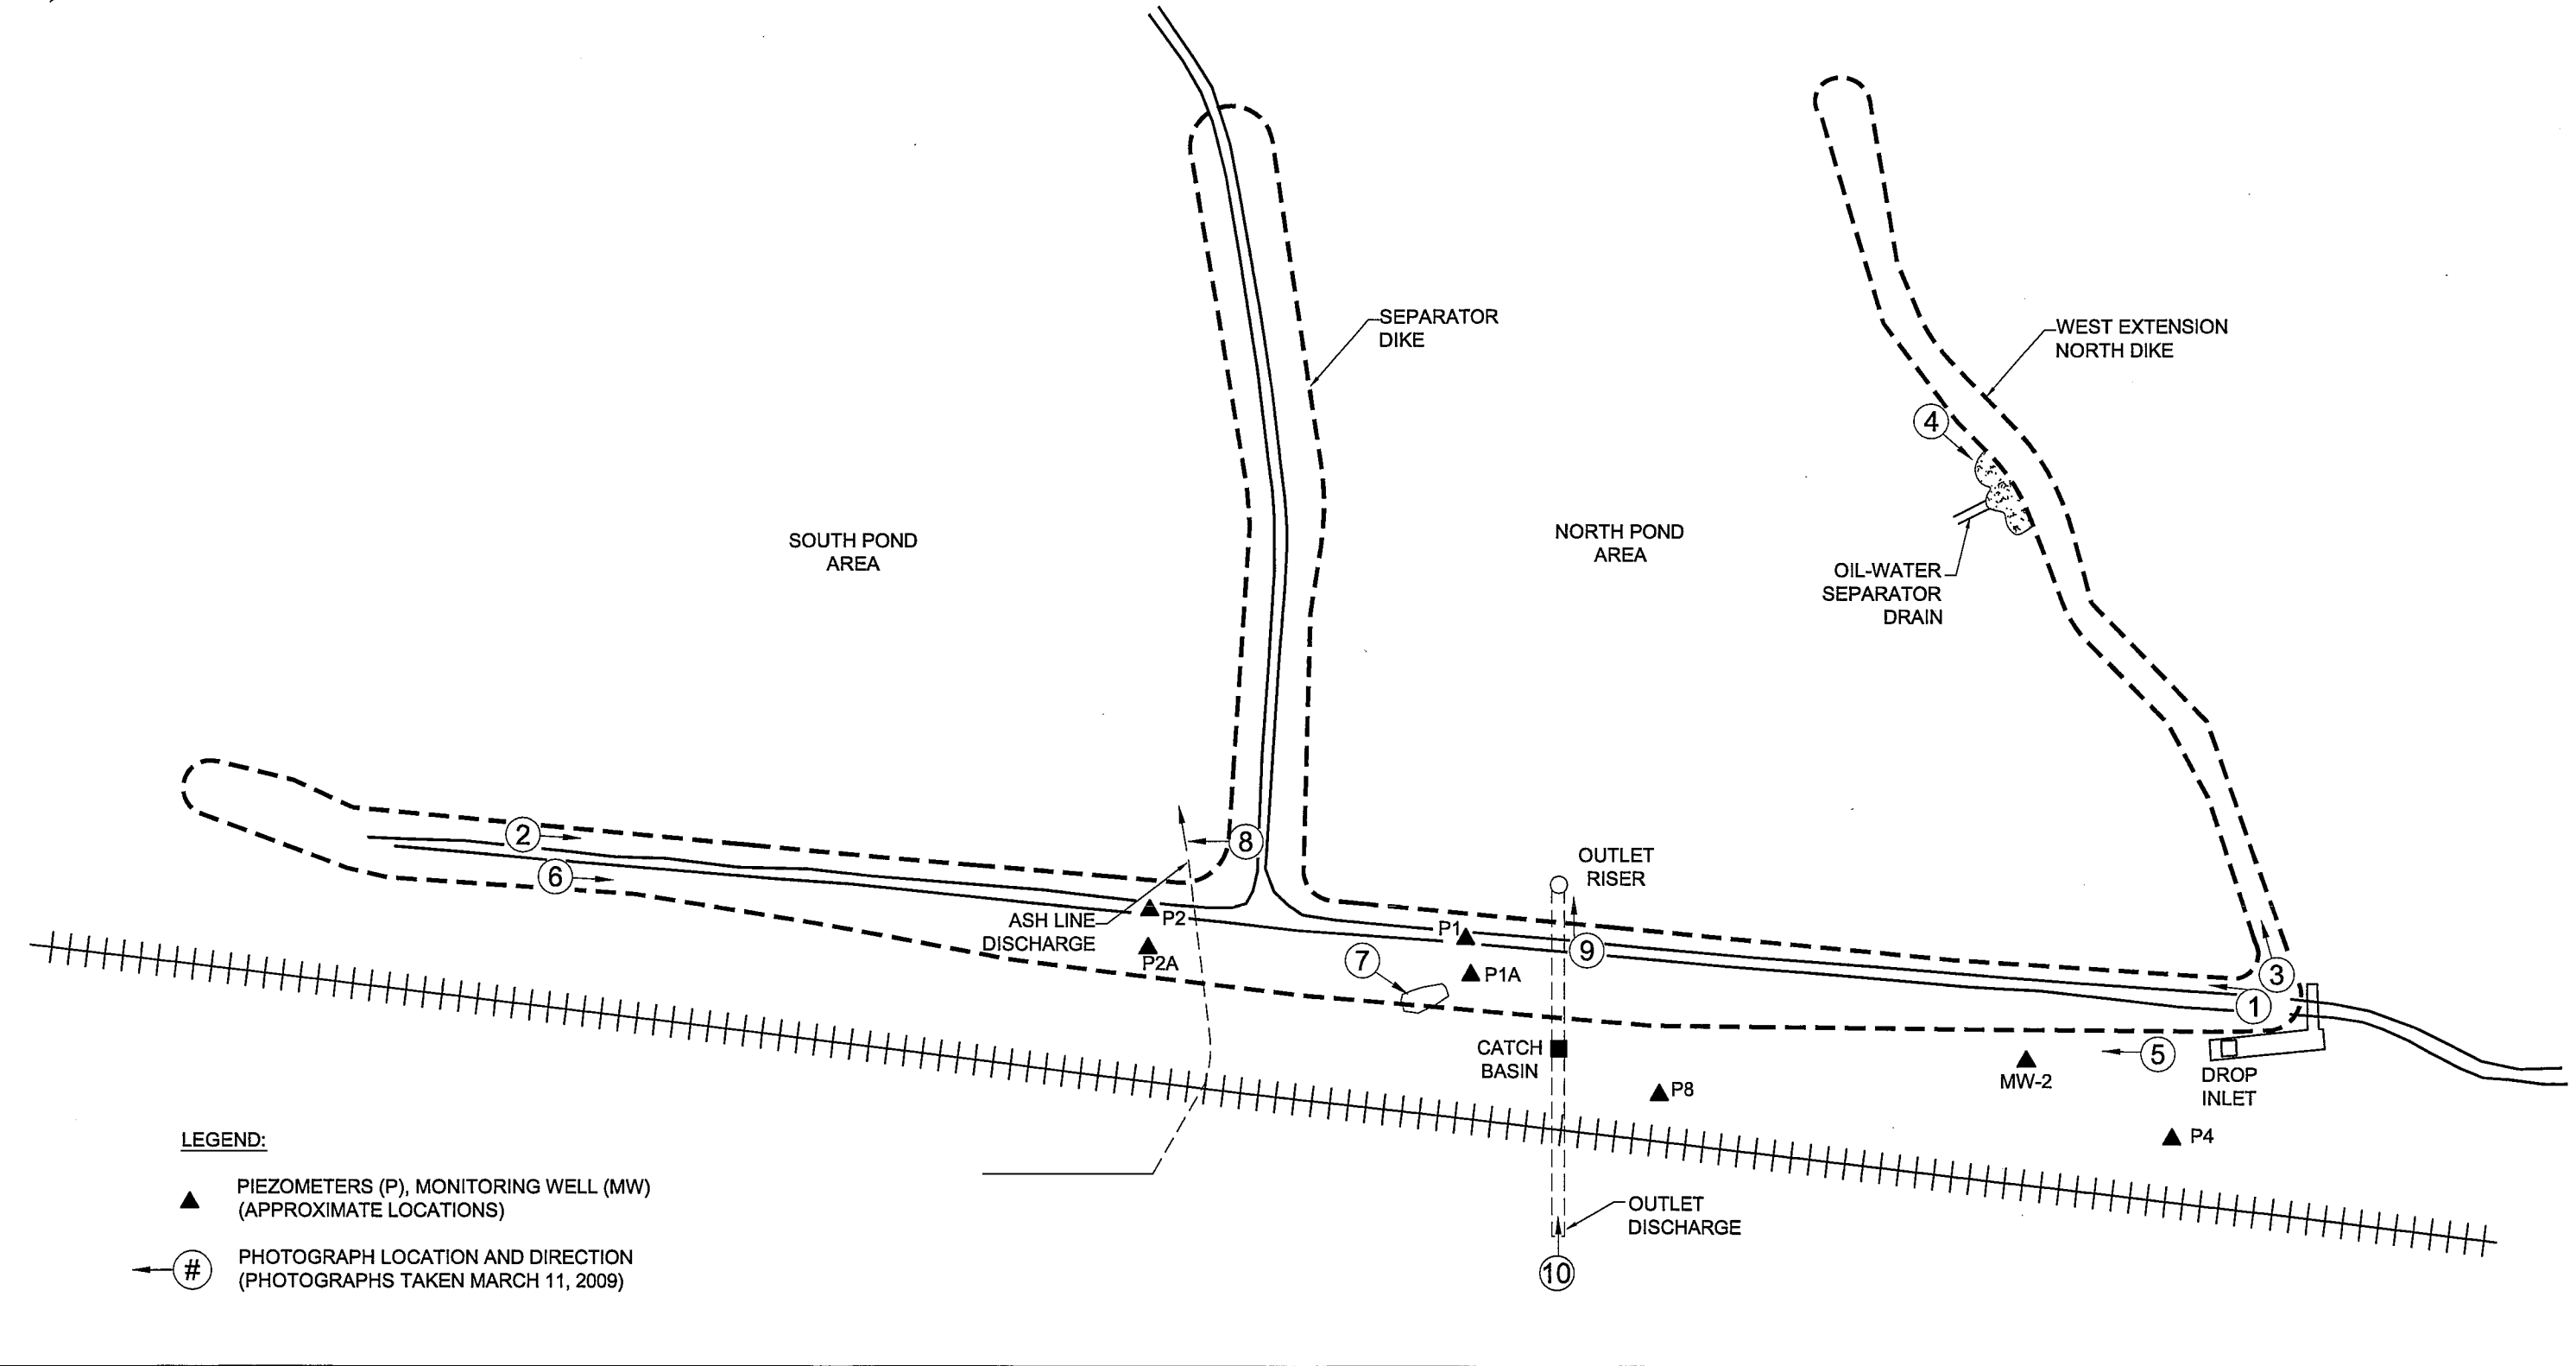 SEPARATOR
DIKE
WEST EXTENSION
NORTH DIKE
4
SOUTH POND
AREA
NORTH POND
AREA
OIL-WATER
SEPARATOR
DRAIN
2
8
6
OUTLET
RISER
ASH LINE
DISCHARGE
P2
P2A
P1
P1A
7
9
3
1
CATCH
BASIN
5
MW-2
DROP
INLET
P8
P4
LEGEND:
PIEZOMETERS (P), MONITORING WELL (MW)
(APPROXIMATE LOCATIONS)
#
PHOTOGRAPH LOCATION AND DIRECTION
(PHOTOGRAPHS TAKEN MARCH 11, 2009)
OUTLET
DISCHARGE
10